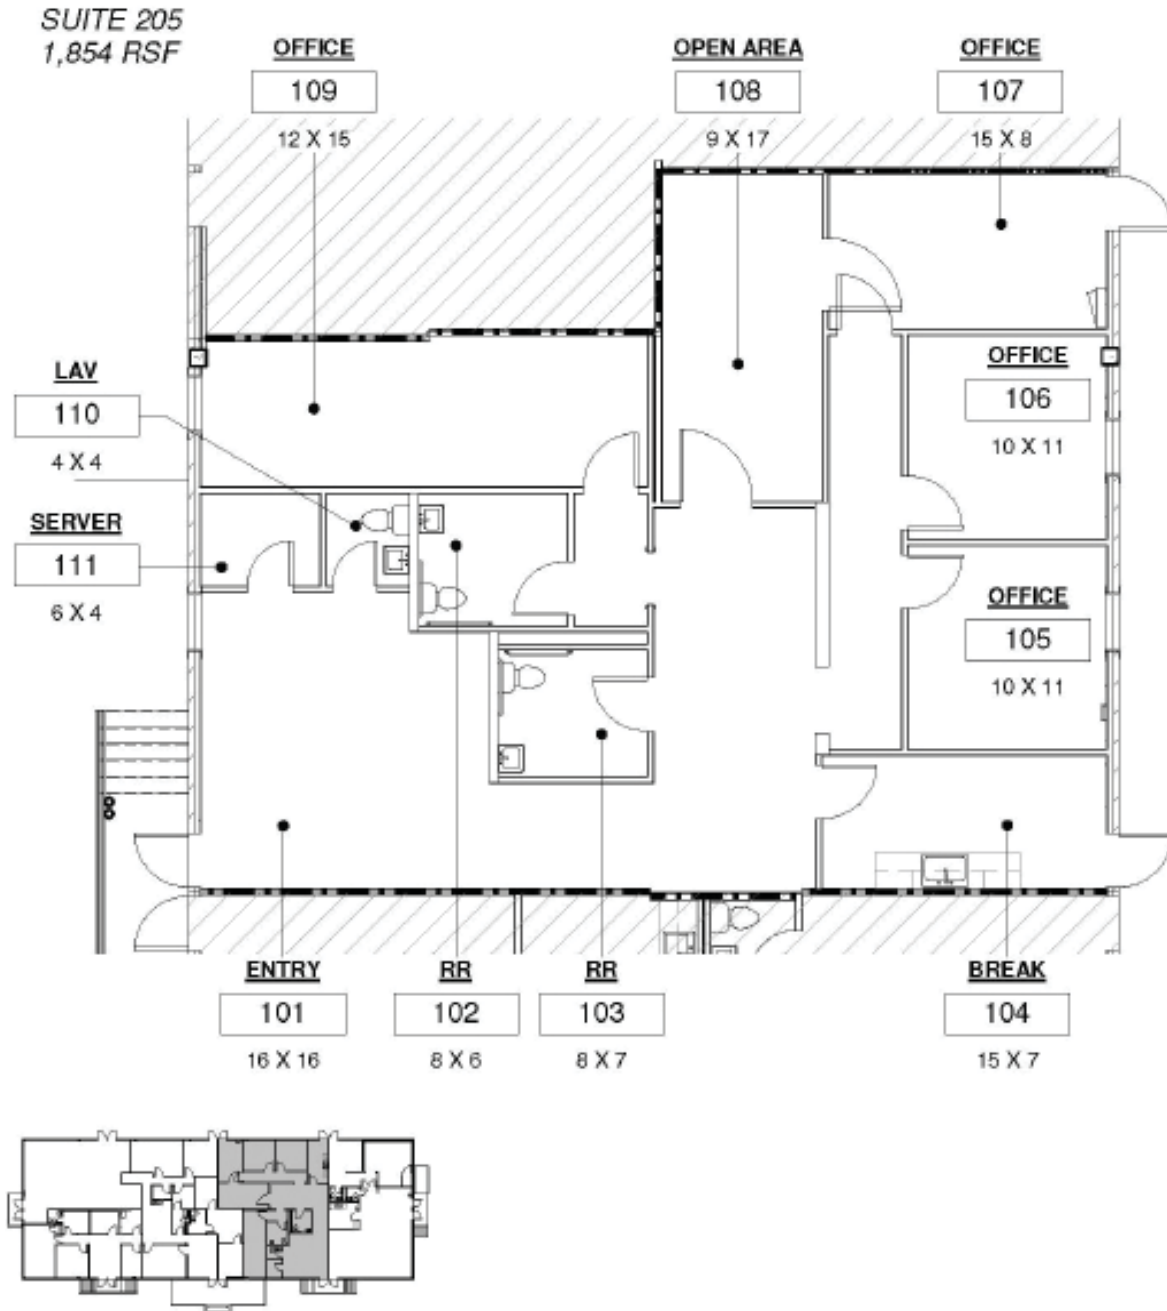 SUITE 205
1,854 RSF
OFFICE
109
12 X 15
OPEN AREA
108
9 X 17
OFFICE
107
15 X 8
LAV
110
4 X 4
OFFICE
106
10 X 11
SERVER
111
6 X 4
OFFICE
105
10 X 11
ENTRY
101
16 X 16
RR
102
8 X 6
RR
103
8 X 7
BREAK
104
15 X 7